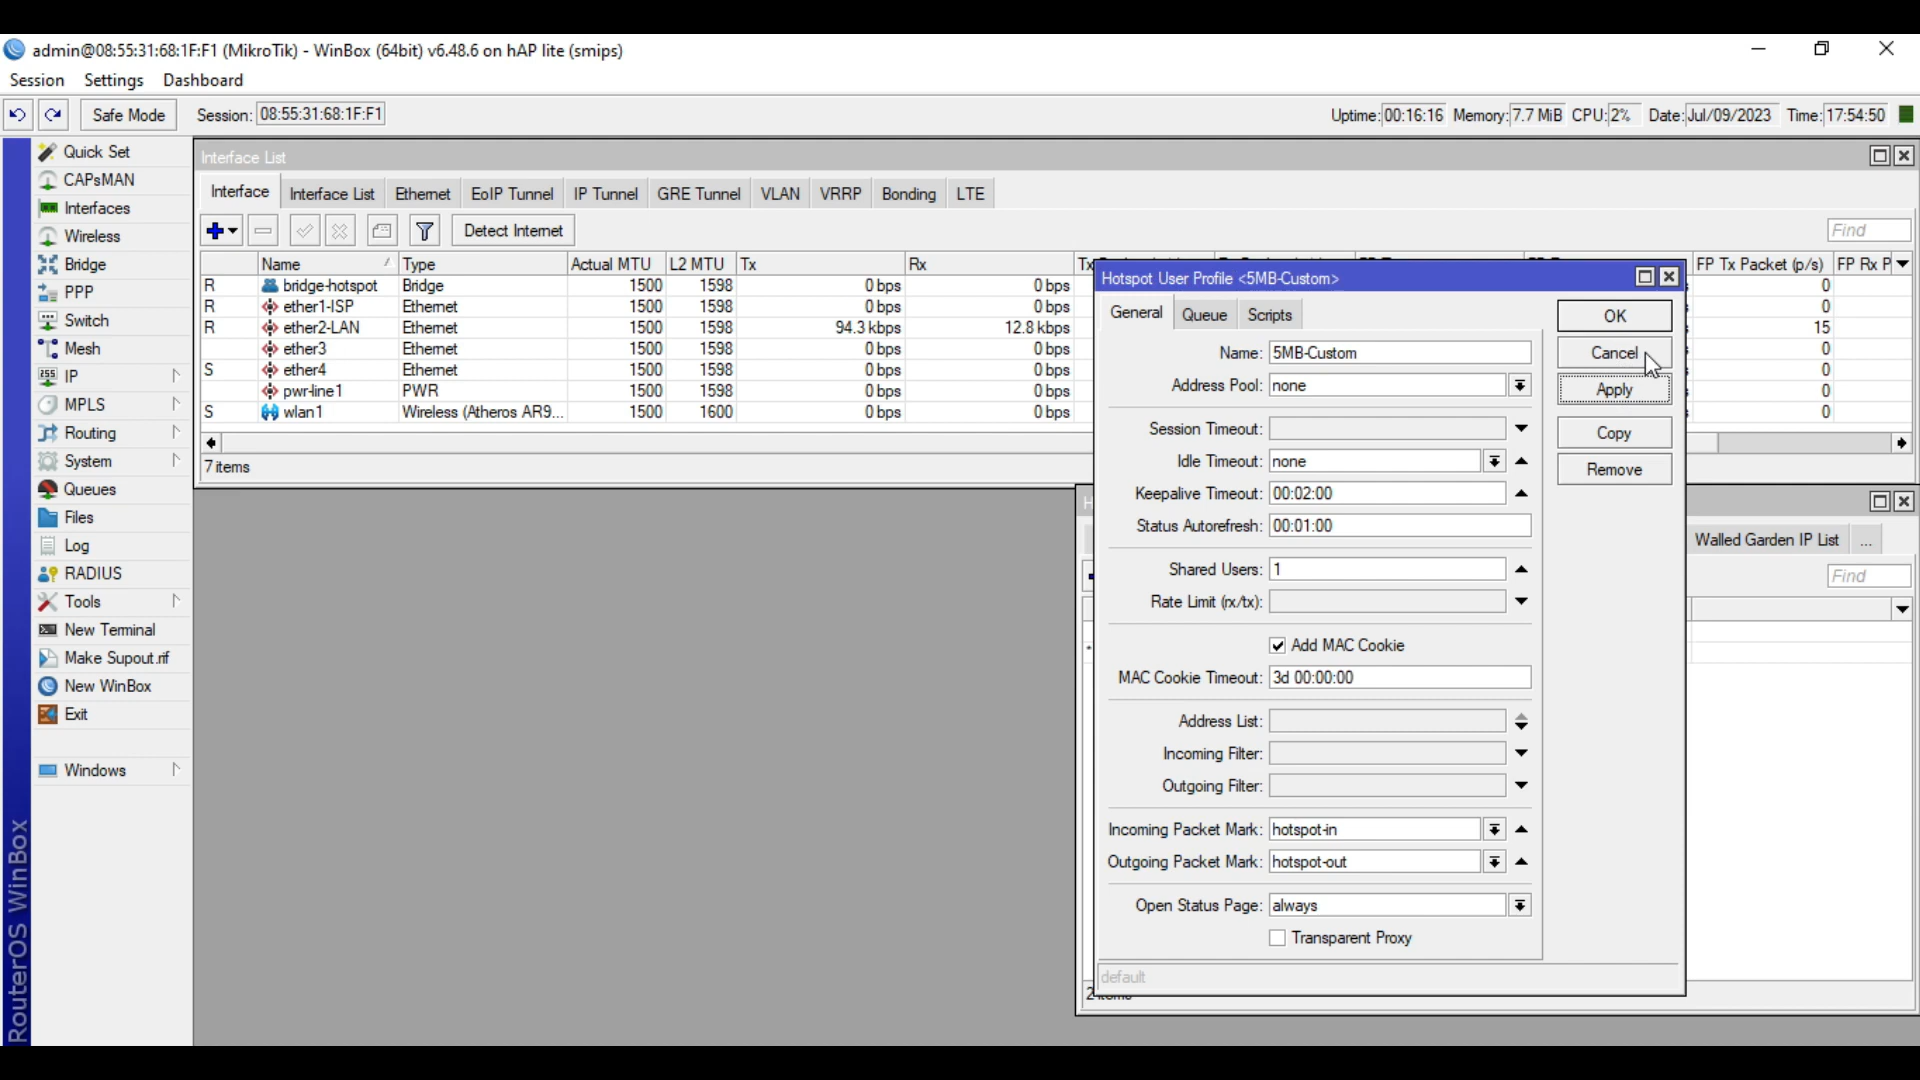 admin@08:55:31:68:1F:F1 (MikroTik) - WinBox (64bit) v6.48.6 on hAP lite (smips)
Session Settings Dashboard
Safe Mode Session: 08:55:31:68:1F:F1 Uptime: 00:16:16 Memory: 7.7 MiB CPU: 2% Date: Jul/09/2023 Time: 17:54:50
Quick Set
CAPsMAN
Interfaces
Wireless
Bridge
PPP
Switch
Mesh
IP
MPLS
Routing
System
Queues
Files
Log
RADIUS
Tools
New Terminal
Make Supout.rif
New WinBox
Exit
Windows
RouterOS WinBox
Interface List
Interface Interface List Ethernet EoIP Tunnel IP Tunnel GRE Tunnel VLAN VRRP Bonding LTE
Detect Internet Find
Name Type Actual MTU L2 MTU Tx Rx FP Tx Packet (p/s) FP Rx P
R bridge-hotspot Bridge 1500 1598 0 bps 0 bps 0
R ether1-ISP Ethernet 1500 1598 0 bps 0 bps 0
R ether2-LAN Ethernet 1500 1598 94.3 kbps 12.8 kbps 15
ether3 Ethernet 1500 1598 0 bps 0 bps 0
S ether4 Ethernet 1500 1598 0 bps 0 bps 0
pwr-line1 PWR 1500 1598 0 bps 0 bps 0
S wlan1 Wireless (Atheros AR9... 1500 1600 0 bps 0 bps 0
7 items
Hotspot User Profile <5MB-Custom>
General Queue Scripts
Name: 5MB-Custom
Address Pool: none
Session Timeout:
Idle Timeout: none
Keepalive Timeout: 00:02:00
Status Autorefresh: 00:01:00
Shared Users: 1
Rate Limit (rx/tx):
Add MAC Cookie
MAC Cookie Timeout: 3d 00:00:00
Address List:
Incoming Filter:
Outgoing Filter:
Incoming Packet Mark: hotspot-in
Outgoing Packet Mark: hotspot-out
Open Status Page: always
Transparent Proxy
default
OK
Cancel
Apply
Copy
Remove
Walled Garden IP List ...
Find